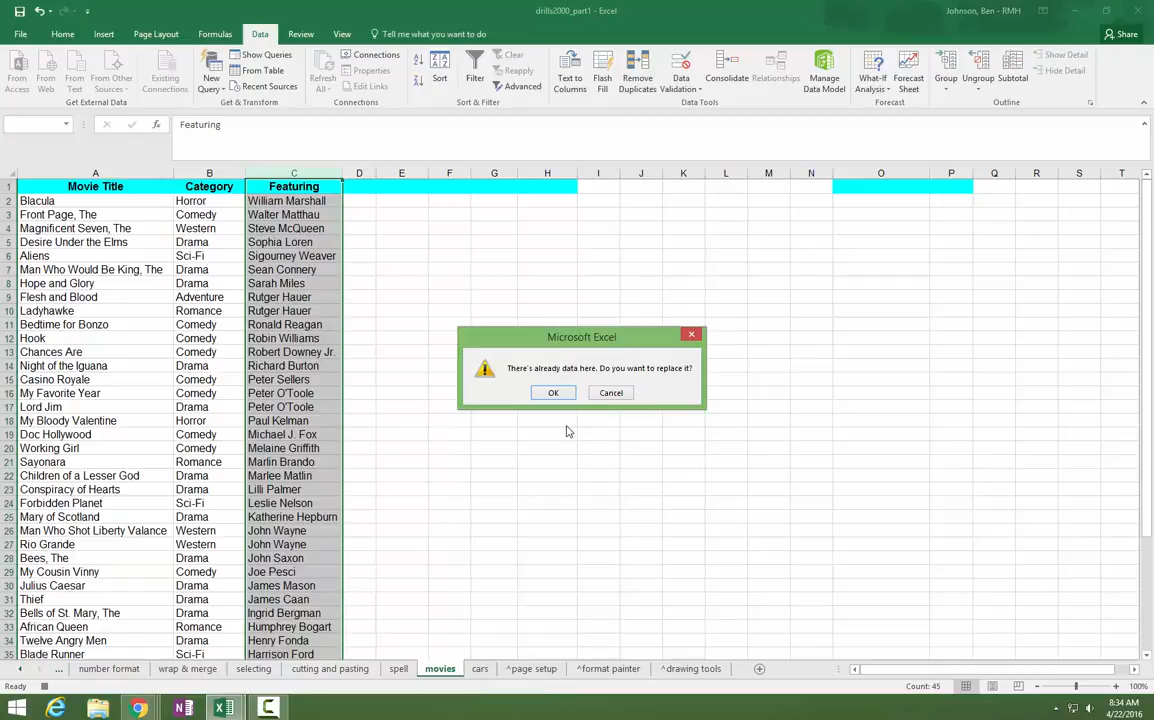 drills2000_part1 - Excel
Johnson, Ben - RMH
File Home Insert Page Layout Formulas Data Review View Tell me what you want to do Share
From Access
From Web
From Text
From Other Sources
Existing Connections
Get External Data
New Query
Show Queries
From Table
Recent Sources
Get & Transform
Refresh All
Connections
Properties
Edit Links
Connections
Sort
Filter
Clear
Reapply
Advanced
Sort & Filter
Text to Columns
Flash Fill
Remove Duplicates
Data Validation
Consolidate
Relationships
Manage Data Model
Data Tools
What-If Analysis
Forecast Sheet
Forecast
Group
Ungroup
Subtotal
Show Detail
Hide Detail
Outline
fx Featuring
A B C D E F G H I J K L M N O P Q R S T
1 Movie Title Category Featuring
2 Blacula Horror William Marshall
3 Front Page, The Comedy Walter Matthau
4 Magnificent Seven, The Western Steve McQueen
5 Desire Under the Elms Drama Sophia Loren
6 Aliens Sci-Fi Sigourney Weaver
7 Man Who Would Be King, The Drama Sean Connery
8 Hope and Glory Drama Sarah Miles
9 Flesh and Blood Adventure Rutger Hauer
10 Ladyhawke Romance Rutger Hauer
11 Bedtime for Bonzo Comedy Ronald Reagan
12 Hook Comedy Robin Williams
13 Chances Are Comedy Robert Downey Jr.
14 Night of the Iguana Drama Richard Burton
15 Casino Royale Comedy Peter Sellers
16 My Favorite Year Comedy Peter O'Toole
17 Lord Jim Drama Peter O'Toole
18 My Bloody Valentine Horror Paul Kelman
19 Doc Hollywood Comedy Michael J. Fox
20 Working Girl Comedy Melaine Griffith
21 Sayonara Romance Marlin Brando
22 Children of a Lesser God Drama Marlee Matlin
23 Conspiracy of Hearts Drama Lilli Palmer
24 Forbidden Planet Sci-Fi Leslie Nelson
25 Mary of Scotland Drama Katherine Hepburn
26 Man Who Shot Liberty Valance Western John Wayne
27 Rio Grande Western John Wayne
28 Bees, The Drama John Saxon
29 My Cousin Vinny Comedy Joe Pesci
30 Julius Caesar Drama James Mason
31 Thief Drama James Caan
32 Bells of St. Mary, The Drama Ingrid Bergman
33 African Queen Romance Humphrey Bogart
34 Twelve Angry Men Drama Henry Fonda
35 Blade Runner Sci-Fi Harrison Ford
Microsoft Excel
There's already data here. Do you want to replace it?
OK Cancel
... number format wrap & merge selecting cutting and pasting spell movies cars ^page setup ^format painter ^drawing tools
Ready Count: 45 100%
8:34 AM
4/22/2016